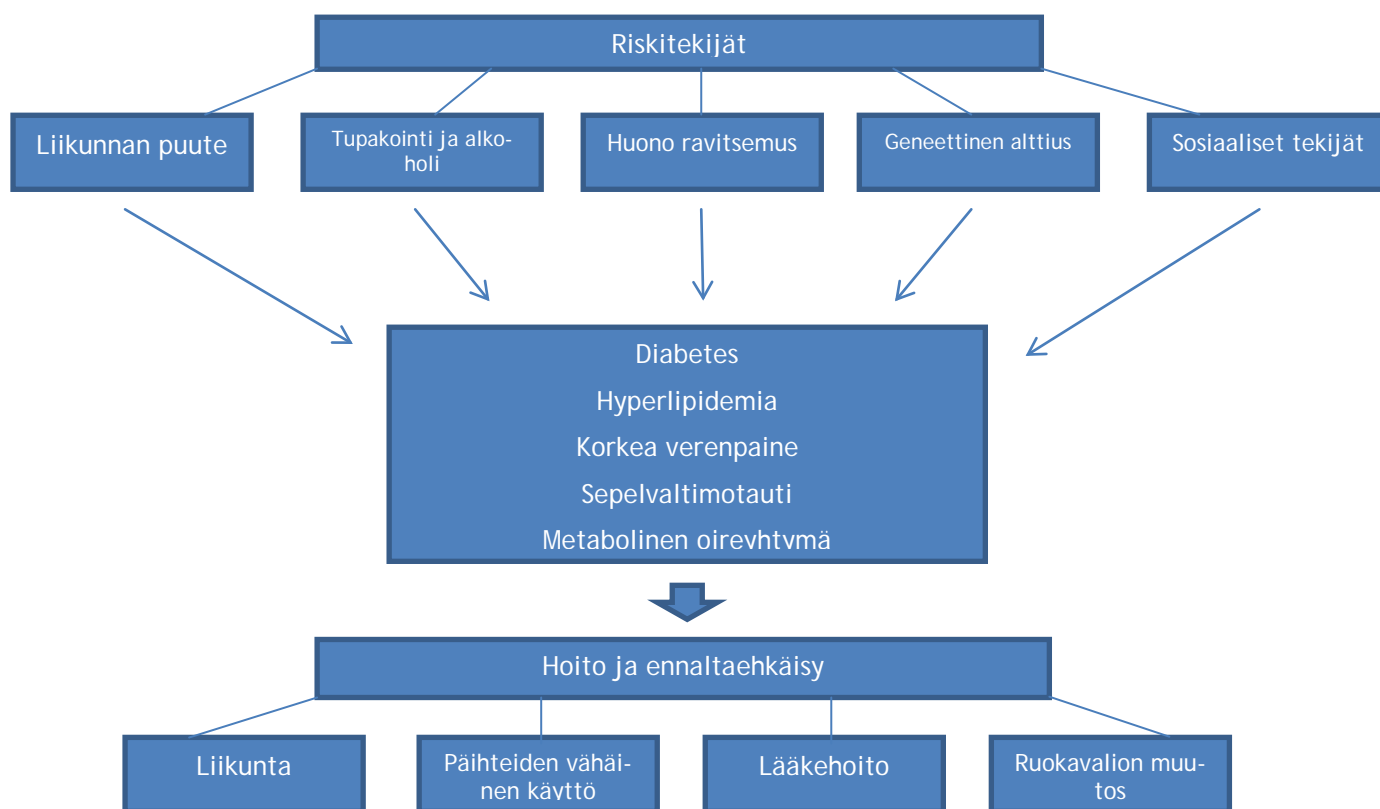 Riskitekijät
Liikunnan puute
Tupakointi ja alko-
holi
Huono ravitsemus
Geneettinen alttius
Sosiaaliset tekijät
Diabetes
Hyperlipidemia
Korkea verenpaine
Sepelvaltimotauti
Metabolinen oireyhtymä
Hoito ja ennaltaehkäisy
Liikunta
Päihteiden vähäi-
nen käyttö
Lääkehoito
Ruokavalion muu-
tos